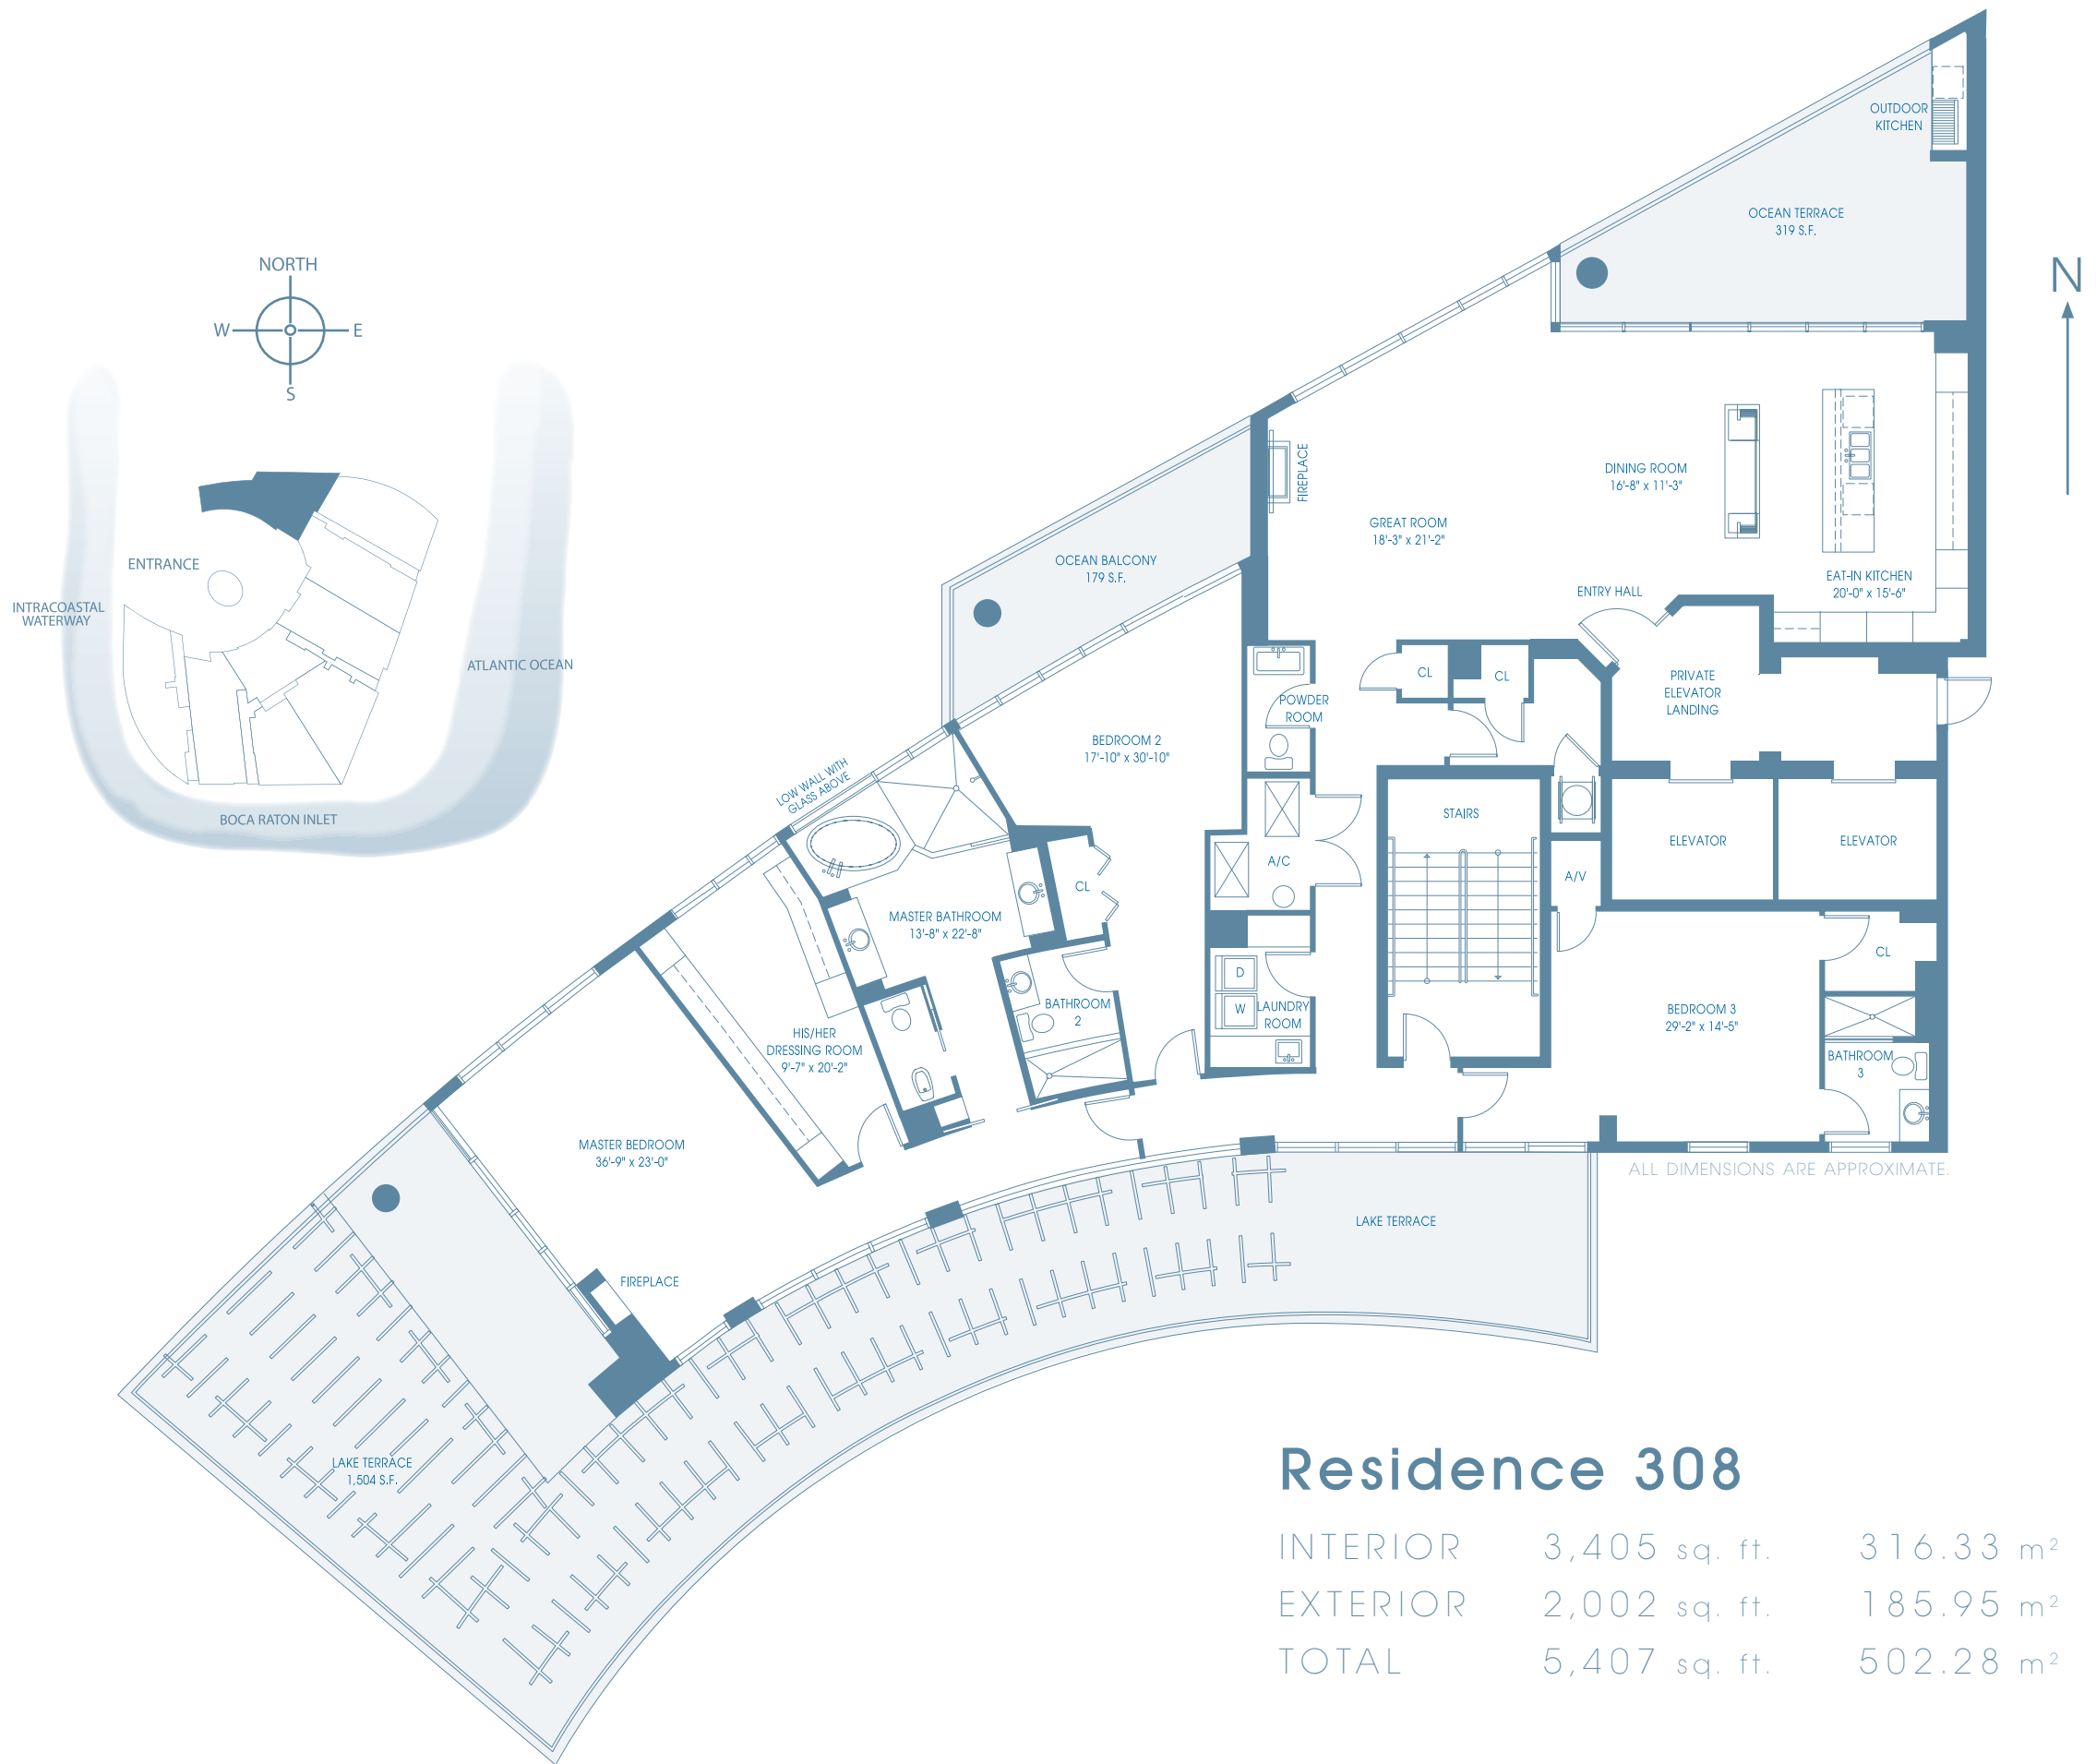 OUTDOOR
KITCHEN
OCEAN TERRACE
319 S.F.
NORTH
W
E
S
N
FIREPLACE
DINING ROOM
16'-8" x 11'-3"
GREAT ROOM
18'-3" x 21'-2"
OCEAN BALCONY
179 S.F.
EAT-IN KITCHEN
20'-0" x 15'-6"
ENTRY HALL
ENTRANCE
INTRACOASTAL
WATERWAY
ATLANTIC OCEAN
BOCA RATON INLET
CL
CL
PRIVATE
ELEVATOR
LANDING
POWDER
ROOM
BEDROOM 2
17'-10" x 30'-10"
LOW WALL WITH
GLASS ABOVE
STAIRS
ELEVATOR
ELEVATOR
A/C
A/V
CL
MASTER BATHROOM
13'-8" x 22'-8"
CL
D
W
LAUNDRY
ROOM
BATHROOM
2
BEDROOM 3
29'-2" x 14'-5"
HIS/HER
DRESSING ROOM
9'-7" x 20'-2"
BATHROOM
3
MASTER BEDROOM
36'-9" x 23'-0"
ALL DIMENSIONS ARE APPROXIMATE.
LAKE TERRACE
FIREPLACE
LAKE TERRACE
1,504 S.F.
Residence 308
INTERIOR 3,405 sq. ft. 316.33 m²
EXTERIOR 2,002 sq. ft. 185.95 m²
TOTAL 5,407 sq. ft. 502.28 m²